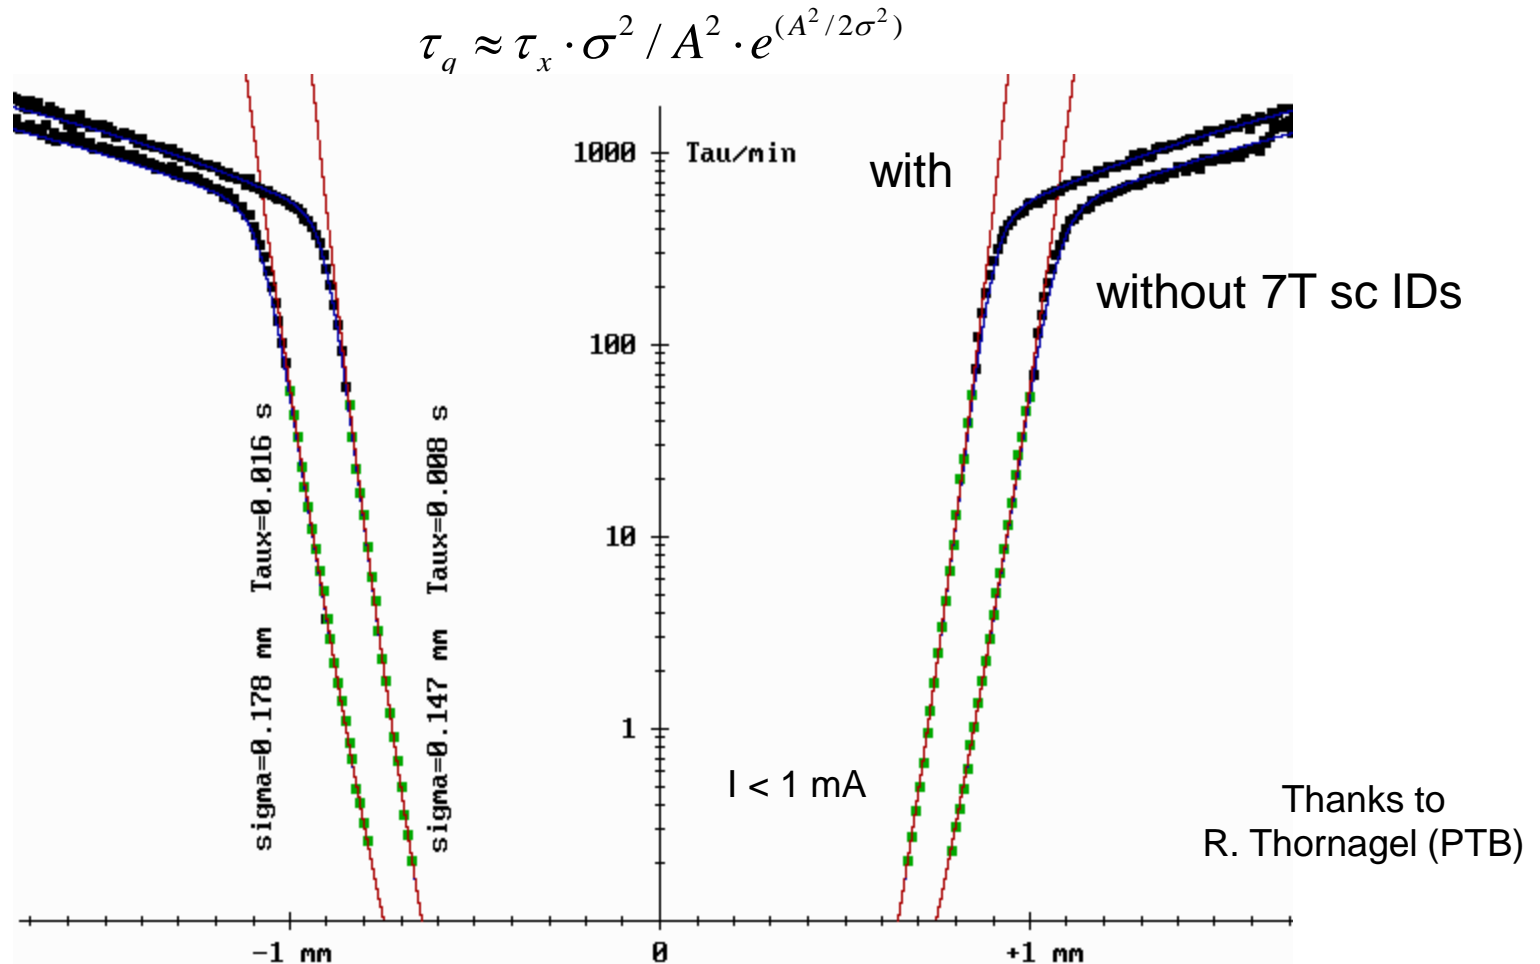 τ_q ≈ τ_x · σ² / A² · e^(A²/2σ²)
1000 Tau/min
with
without 7T sc IDs
100
sigma=0.178 mm Taux=0.016 s
sigma=0.147 mm Taux=0.008 s
10
1
I < 1 mA
Thanks to
R. Thornagel (PTB)
-1 mm 0 +1 mm